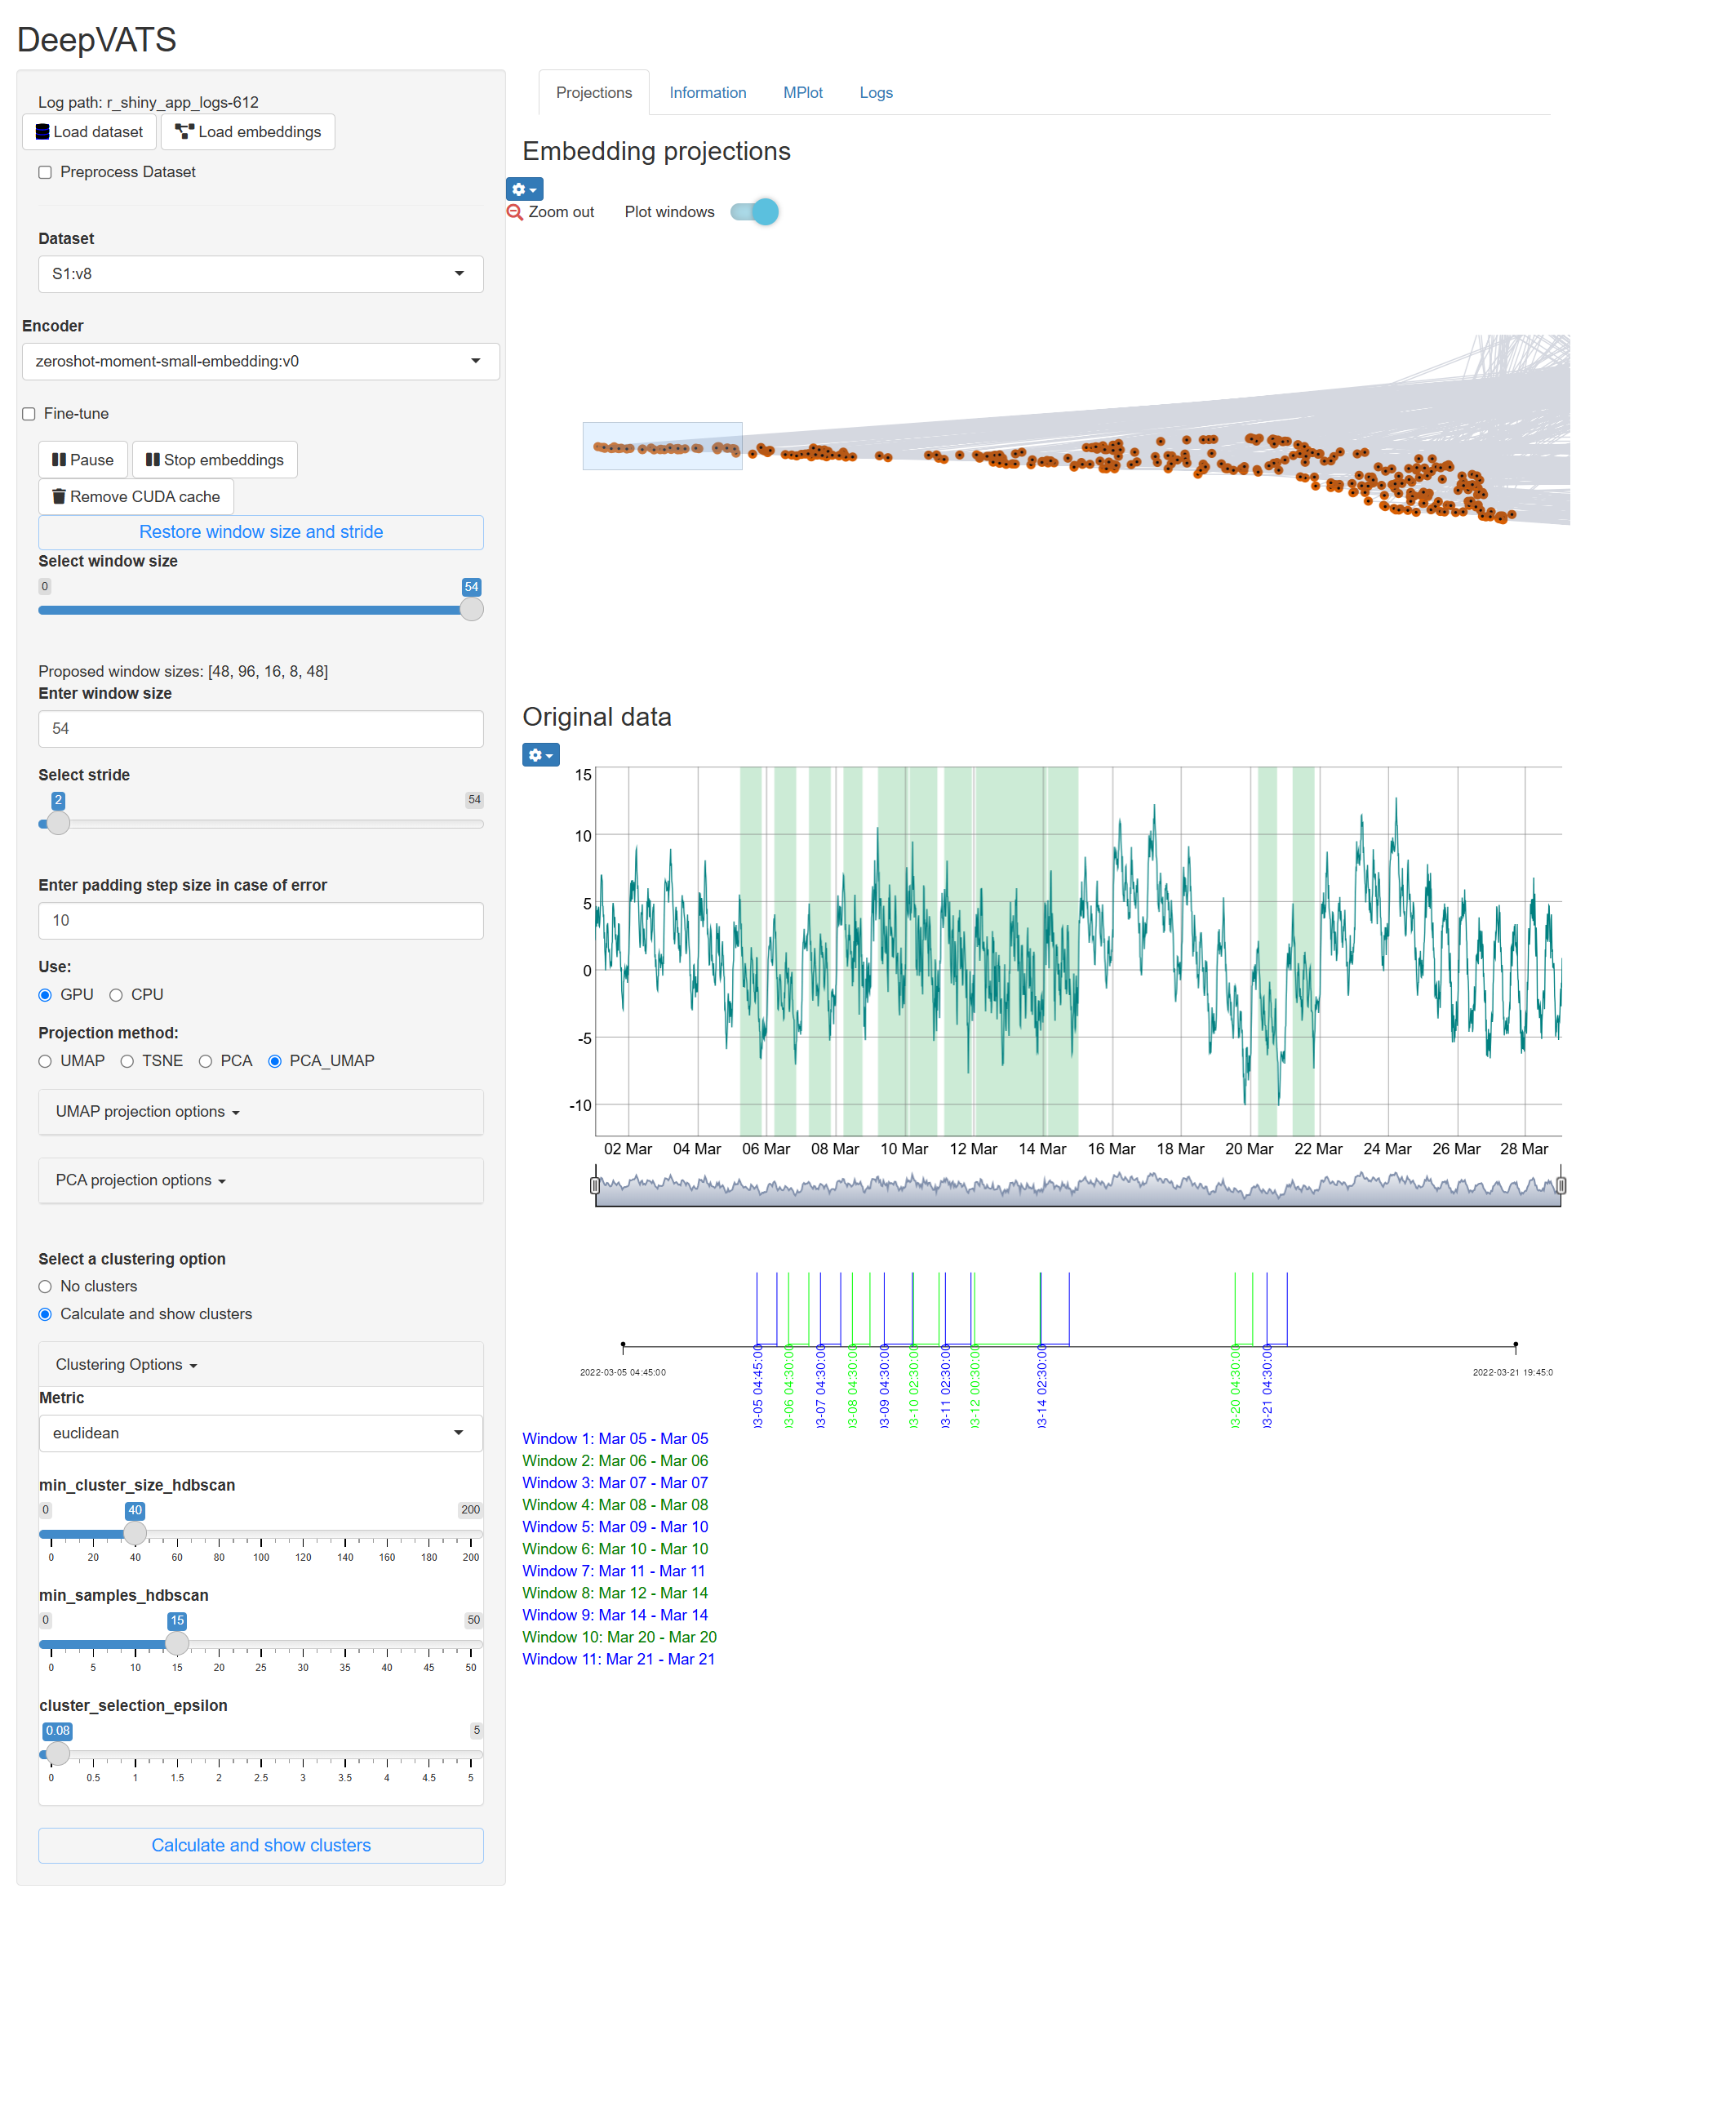 DeepVATS
Log path: r_shiny_app_logs-612
Load dataset
Load embeddings
Preprocess Dataset
Dataset
S1:v8
Encoder
zeroshot-moment-small-embedding:v0
Fine-tune
Pause
Stop embeddings
Remove CUDA cache
Restore window size and stride
Select window size
0
54
Proposed window sizes: [48, 96, 16, 8, 48]
Enter window size
54
Select stride
2
54
Enter padding step size in case of error
10
Use:
GPU CPU
Projection method:
UMAP TSNE PCA PCA_UMAP
UMAP projection options
PCA projection options
Select a clustering option
No clusters
Calculate and show clusters
Clustering Options
Metric
euclidean
min_cluster_size_hdbscan
0 40 200
0 20 40 60 80 100 120 140 160 180 200
min_samples_hdbscan
0 15 50
0 5 10 15 20 25 30 35 40 45 50
cluster_selection_epsilon
0.08 5
0 0.5 1 1.5 2 2.5 3 3.5 4 4.5 5
Calculate and show clusters
Projections Information MPlot Logs
Embedding projections
Zoom out Plot windows
Original data
15
10
5
0
-5
-10
02 Mar 04 Mar 06 Mar 08 Mar 10 Mar 12 Mar 14 Mar 16 Mar 18 Mar 20 Mar 22 Mar 24 Mar 26 Mar 28 Mar
2022-03-05 04:45:00
2022-03-21 19:45:0
3-05 04:45:00
3-06 04:30:00
3-07 04:30:00
3-08 04:30:00
3-09 04:30:00
3-10 02:30:00
3-11 02:30:00
3-12 00:30:00
3-14 02:30:00
3-20 04:30:00
3-21 04:30:00
Window 1: Mar 05 - Mar 05
Window 2: Mar 06 - Mar 06
Window 3: Mar 07 - Mar 07
Window 4: Mar 08 - Mar 08
Window 5: Mar 09 - Mar 10
Window 6: Mar 10 - Mar 10
Window 7: Mar 11 - Mar 11
Window 8: Mar 12 - Mar 14
Window 9: Mar 14 - Mar 14
Window 10: Mar 20 - Mar 20
Window 11: Mar 21 - Mar 21